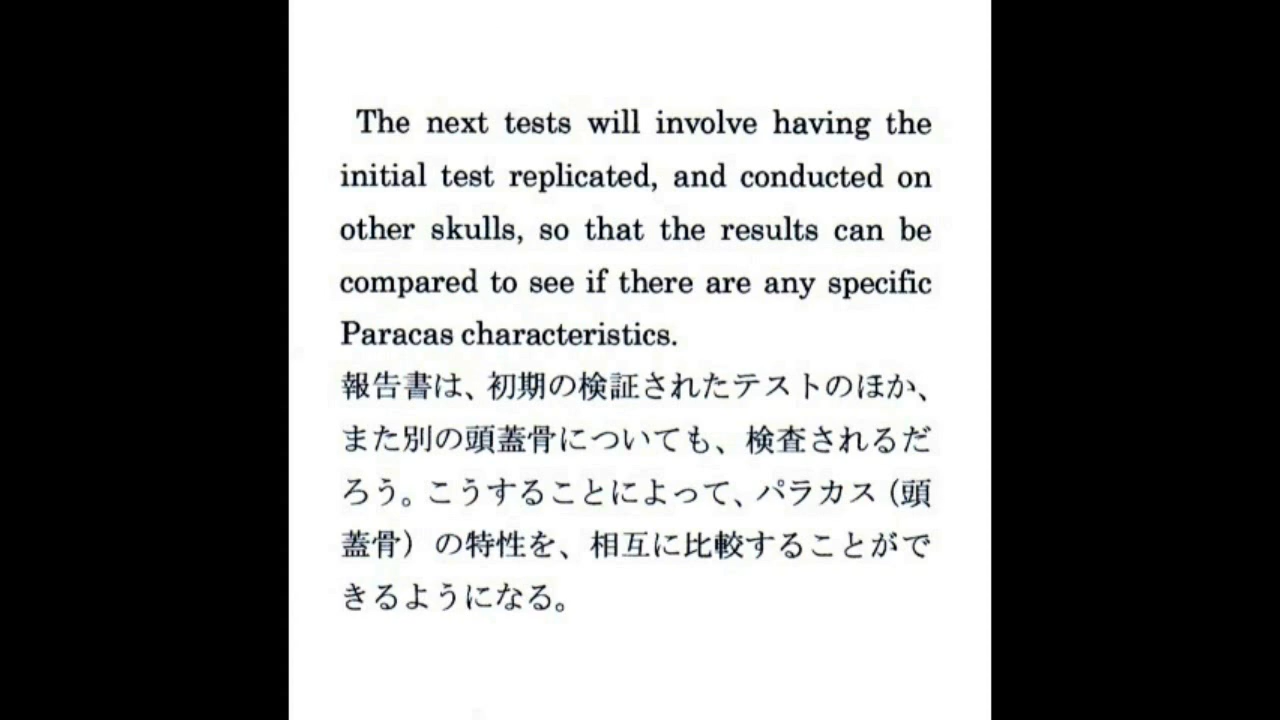 The next tests will involve having the
initial test replicated, and conducted on
other skulls, so that the results can be
compared to see if there are any specific
Paracas characteristics.
報告書は、初期の検証されたテストのほか、
また別の頭蓋骨についても、検査されるだ
ろう。こうすることによって、パラカス（頭
蓋骨）の特性を、相互に比較することがで
きるようになる。